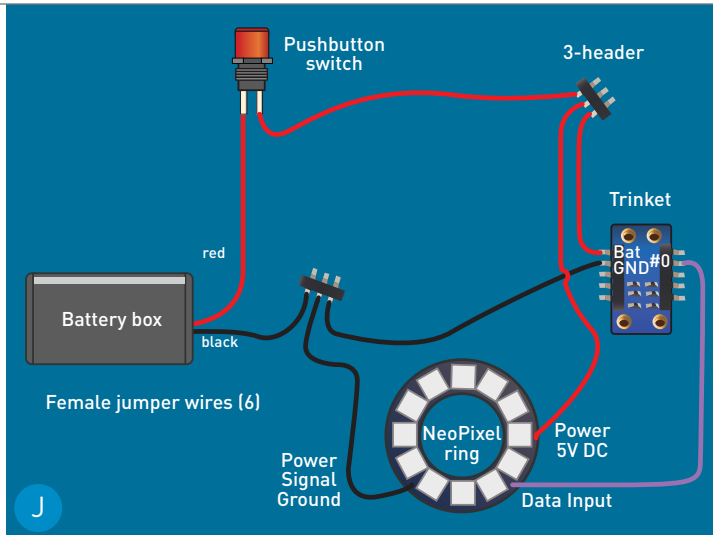 Pushbutton
switch
3-header
Trinket
Bat
GND
#0
red
Battery box
black
Female jumper wires (6)
NeoPixel
ring
Power
5V DC
Power
Signal
Ground
Data Input
J